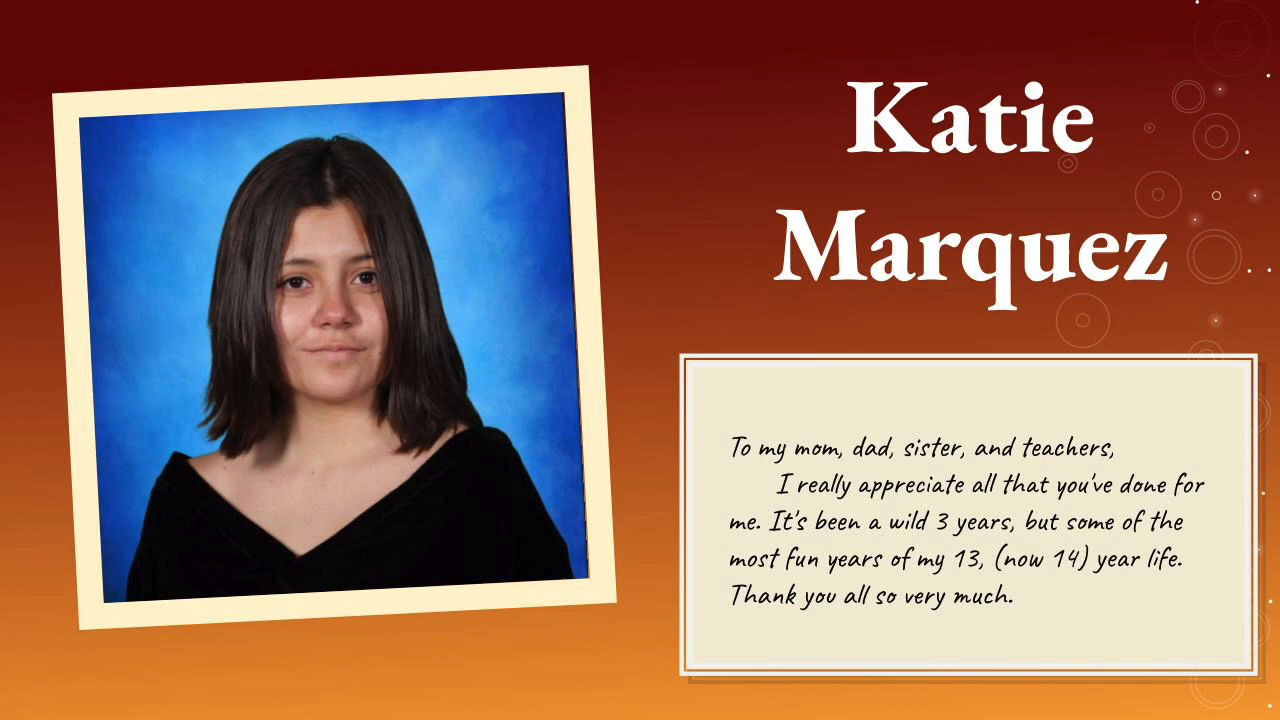 Katie
Marquez
To my mom, dad, sister, and teachers,
I really appreciate all that you've done for
me. It's been a wild 3 years, but some of the
most fun years of my 13, (now 14) year life.
Thank you all so very much.